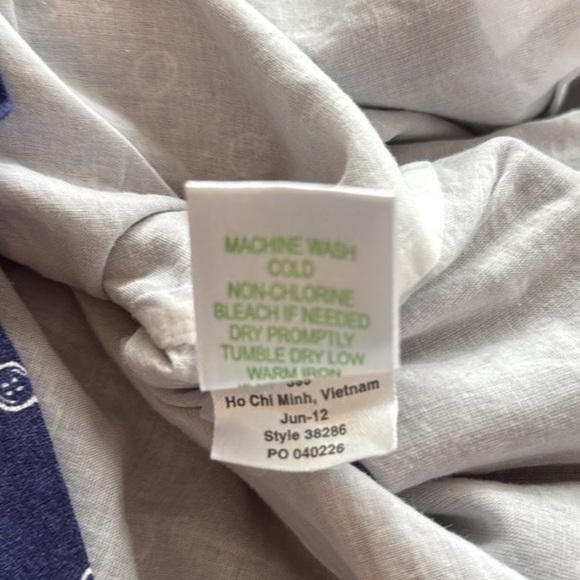 MACHINE WASH
COLD
NON-CHLORINE
BLEACH IF NEEDED
DRY PROMPTLY
TUMBLE DRY LOW
WARM IRON
Ho Chi Minh, Vietnam
Jun-12
Style 38286
PO 040226